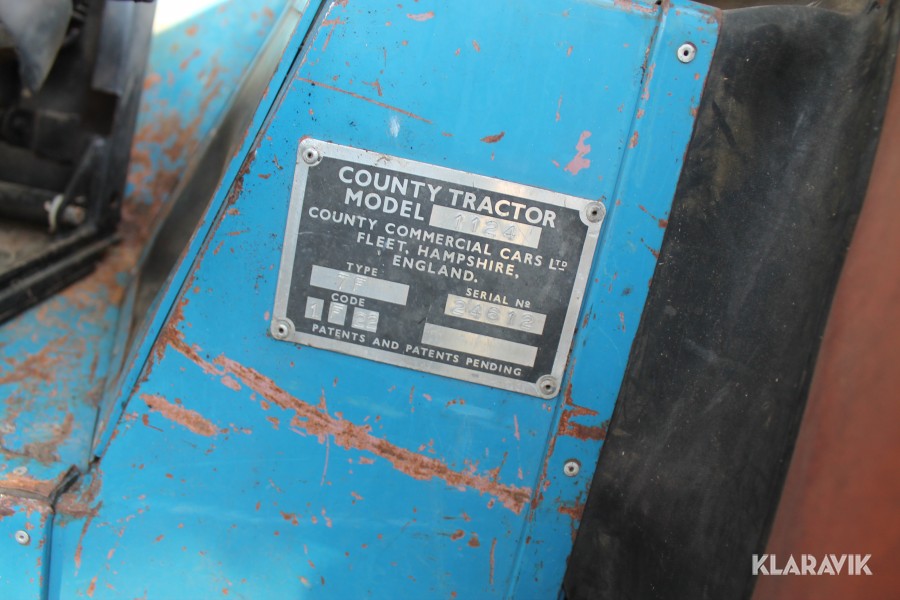 COUNTY TRACTOR
MODEL 1124
COUNTY COMMERCIAL CARS LTD
FLEET, HAMPSHIRE,
ENGLAND.
TYPE
SERIAL No
24612
CODE
PATENTS AND PATENTS PENDING
KLARAVIK